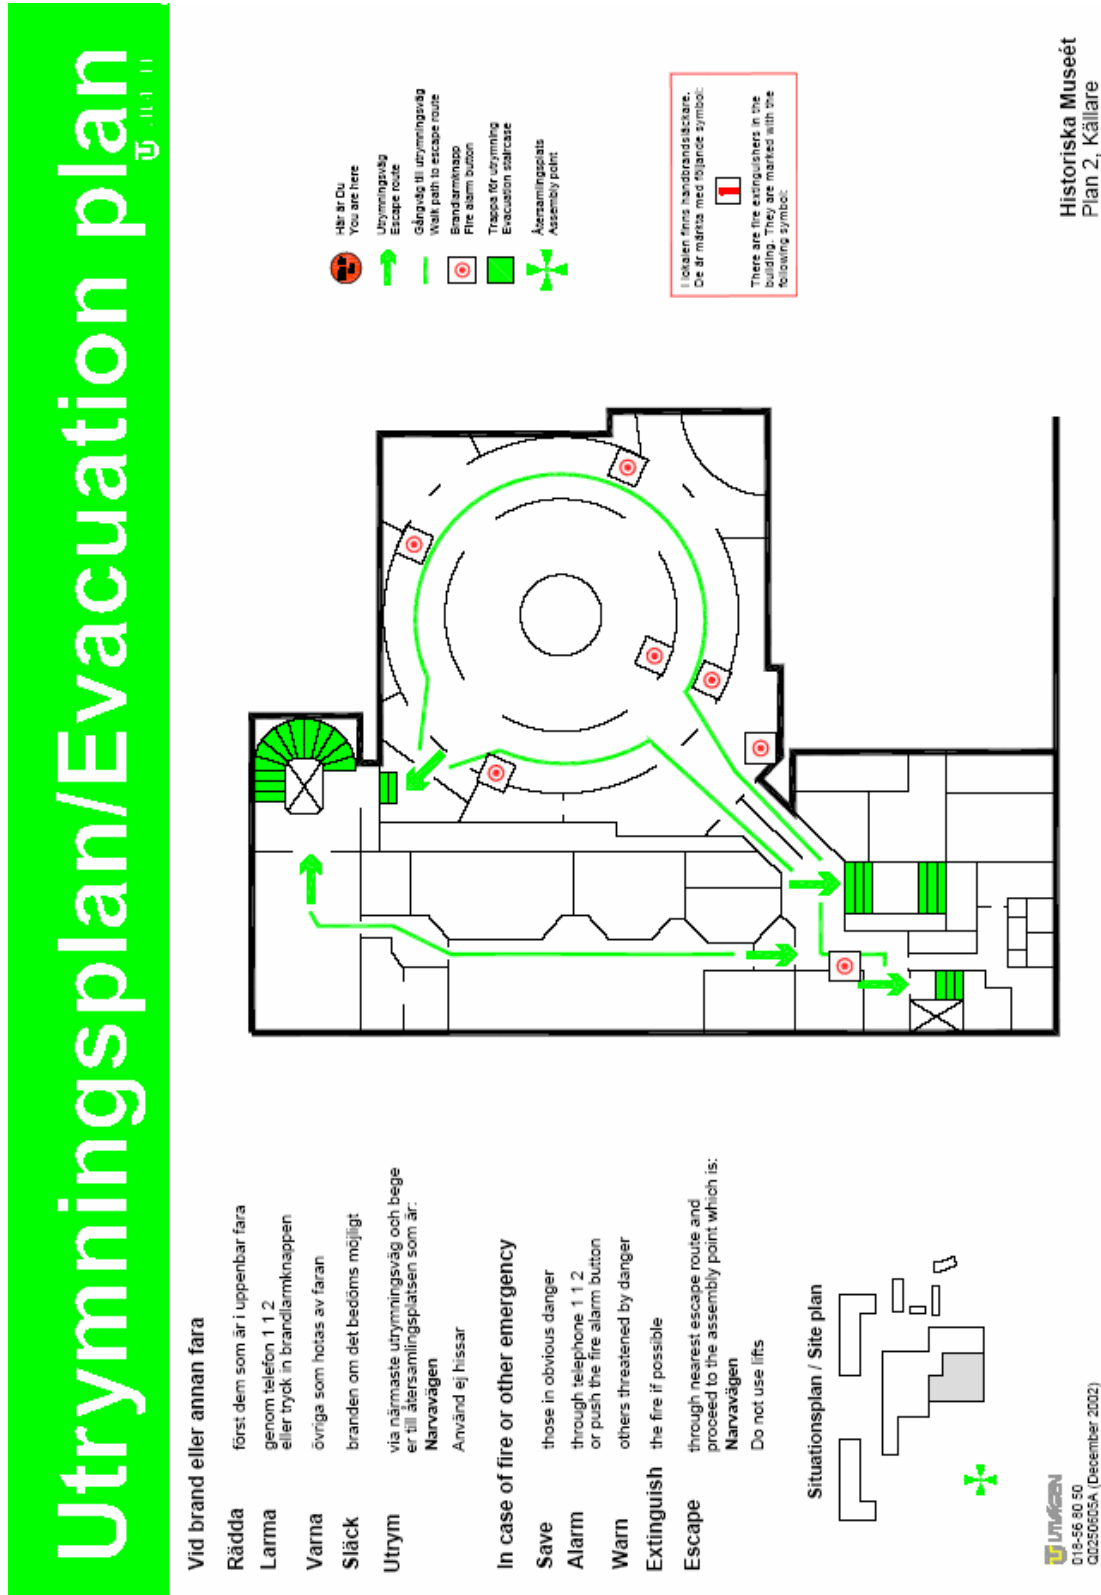 Utrymningsplan/Evacuation plan
Vid brand eller annan fara
Rädda först dem som är i uppenbar fara
Larma genom telefon 1 1 2
eller tryck in brandlarmknappen
Varna övriga som hotas av faran
Släck branden om det bedöms möjligt
Utrym via närmaste utrymningsväg och bege
er till återsamlingsplatsen som är:
Narvavägen
Använd ej hissar
In case of fire or other emergency
Save those in obvious danger
Alarm through telephone 1 1 2
or push the fire alarm button
Warn others threatened by danger
Extinguish the fire if possible
Escape through nearest escape route and
proceed to the assembly point which is:
Narvavägen
Do not use lifts
Situationsplan / Site plan
UTVÄGEN
018-56 80 50
Q0250605A (December 2002)
Här är Du
You are here
Utrymningsväg
Escape route
Gångväg till utrymningsväg
Walk path to escape route
Brandlarmknapp
Fire alarm button
Trappa för utrymning
Evacuation staircase
Återsamlingsplats
Assembly point
I lokalen finns handbrandsläckare.
De är märkta med följande symbol:
There are fire extinguishers in the
building. They are marked with the
following symbol:
Historiska Museét
Plan 2, Källare